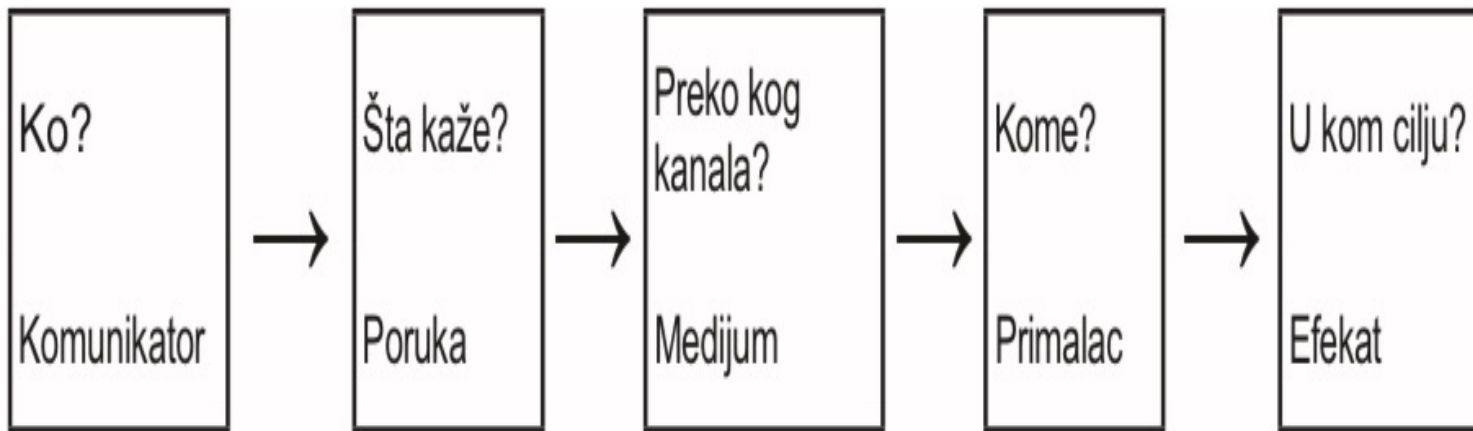 Ko?
Komunikator
Šta kaže?
Poruka
Preko kog
kanala?
Medijum
Kome?
Primalac
U kom cilju?
Efekat